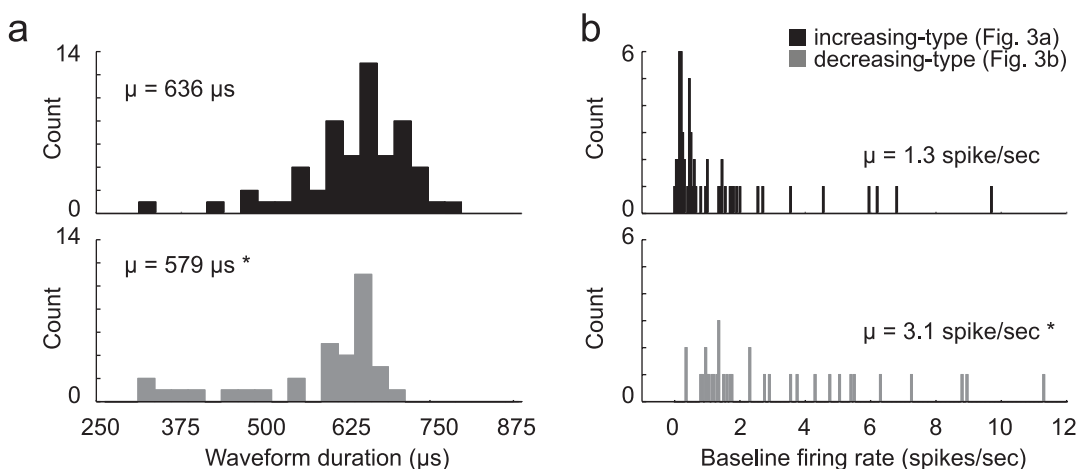 a
14
μ = 636 μs
Count
0
14
μ = 579 μs *
Count
0
250 375 500 625 750 875
Waveform duration (μs)
b
increasing-type (Fig. 3a)
decreasing-type (Fig. 3b)
6
Count
μ = 1.3 spike/sec
0
6
Count
μ = 3.1 spike/sec *
0
0 2 4 6 8 10 12
Baseline firing rate (spikes/sec)